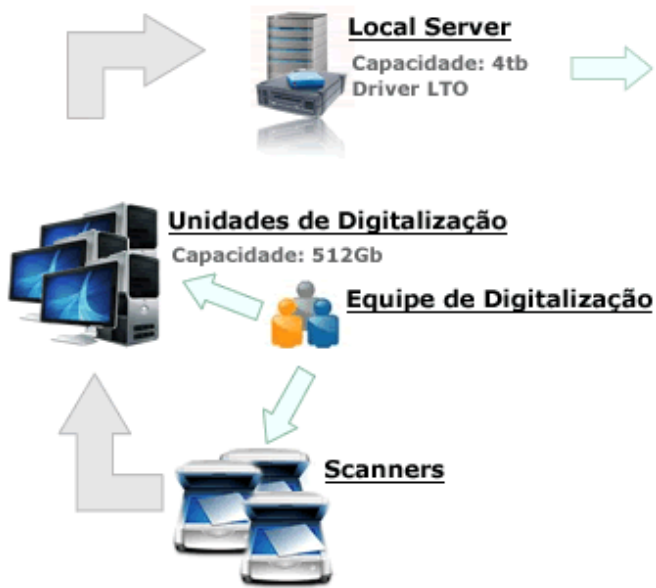 Local Server
Capacidade: 4tb
Driver LTO
Unidades de Digitalização
Capacidade: 512Gb
Equipe de Digitalização
Scanners